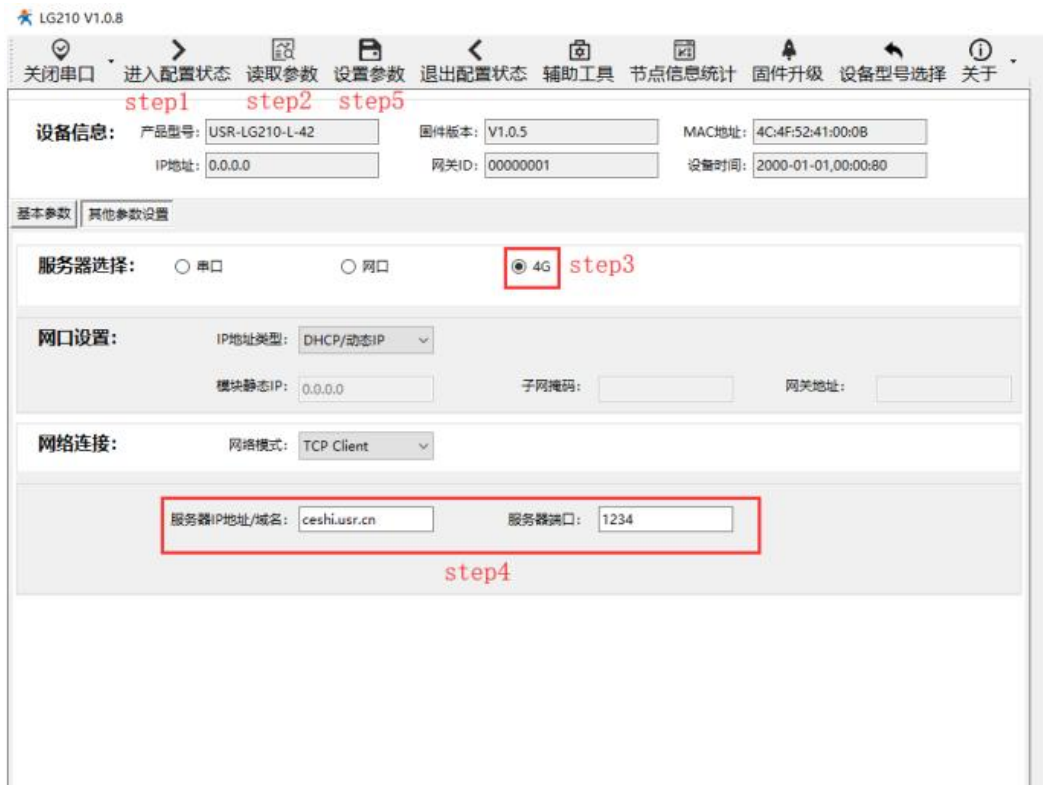 LG210 V1.0.8
关闭串口 进入配置状态 读取参数 设置参数 退出配置状态 辅助工具 节点信息统计 固件升级 设备型号选择 关于
step1 step2 step5
设备信息: 产品型号: USR-LG210-L-42 固件版本: V1.0.5 MAC地址: 4C:4F:52:41:00:0B
IP地址: 0.0.0.0 网关ID: 00000001 设备时间: 2000-01-01,00:00:80
基本参数 其他参数设置
服务器选择: 串口 网口 4G step3
网口设置: IP地址类型: DHCP/动态IP
模块静态IP: 0.0.0.0 子网掩码: 网关地址:
网络连接: 网络模式: TCP Client
服务器IP地址/域名: ceshi.usr.cn 服务器端口: 1234
step4